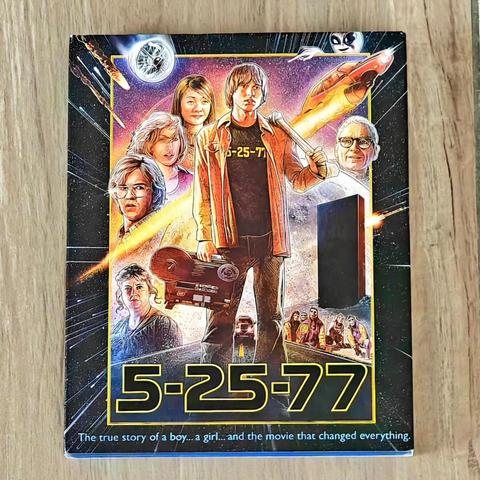 5-25-77
5-25-77
The true story of a boy... a girl... and the movie that changed everything.